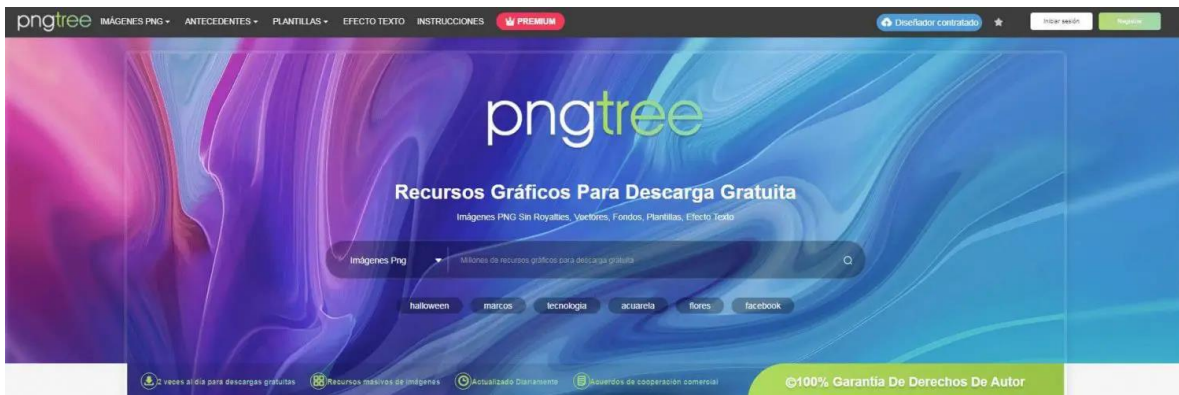 pngtree IMÁGENES PNG ANTECEDENTES PLANTILLAS EFECTO TEXTO INSTRUCCIONES PREMIUM Diseñador contratado Iniciar sesión Registrar
pngtree
Recursos Gráficos Para Descarga Gratuita
Imágenes PNG Sin Royalties, Vectores, Fondos, Plantillas, Efecto Texto
Imágenes Png Millones de recursos gráficos para descarga gratuita
halloween marcos tecnologia acuarela flores facebook
2 veces al día para descargas gratuitas Recursos masivos de imágenes Actualizado Diariamente Acuerdos de cooperación comercial ©100% Garantía De Derechos De Autor